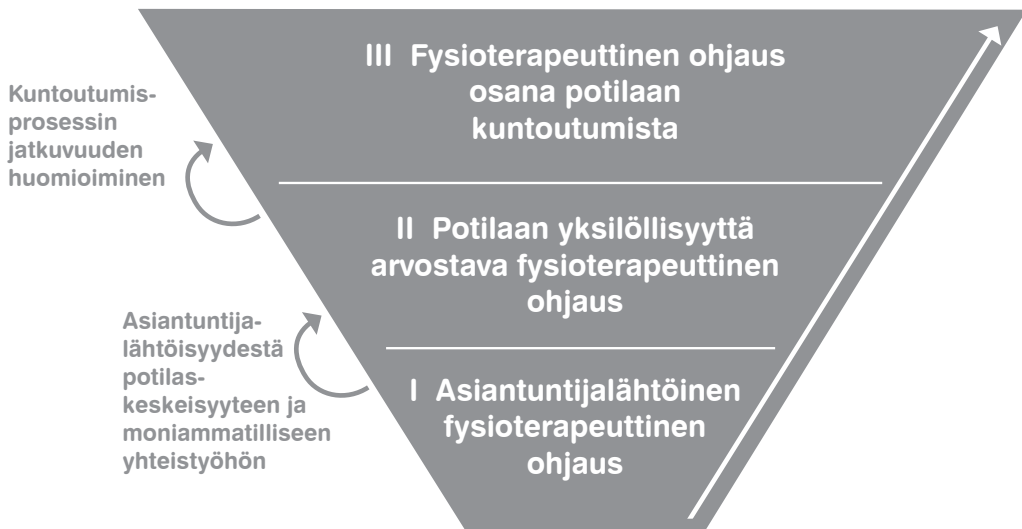 III Fysioterapeuttinen ohjaus
osana potilaan
kuntoutumista
Kuntoutumis-
prosessin
jatkuvuuden
huomioiminen
II Potilaan yksilöllisyyttä
arvostava fysioterapeuttinen
ohjaus
Asiantuntija-
lähtöisyydestä
potilas-
keskeisyyteen ja
moniammatilliseen
yhteistyöhön
I Asiantuntijalähtöinen
fysioterapeuttinen
ohjaus